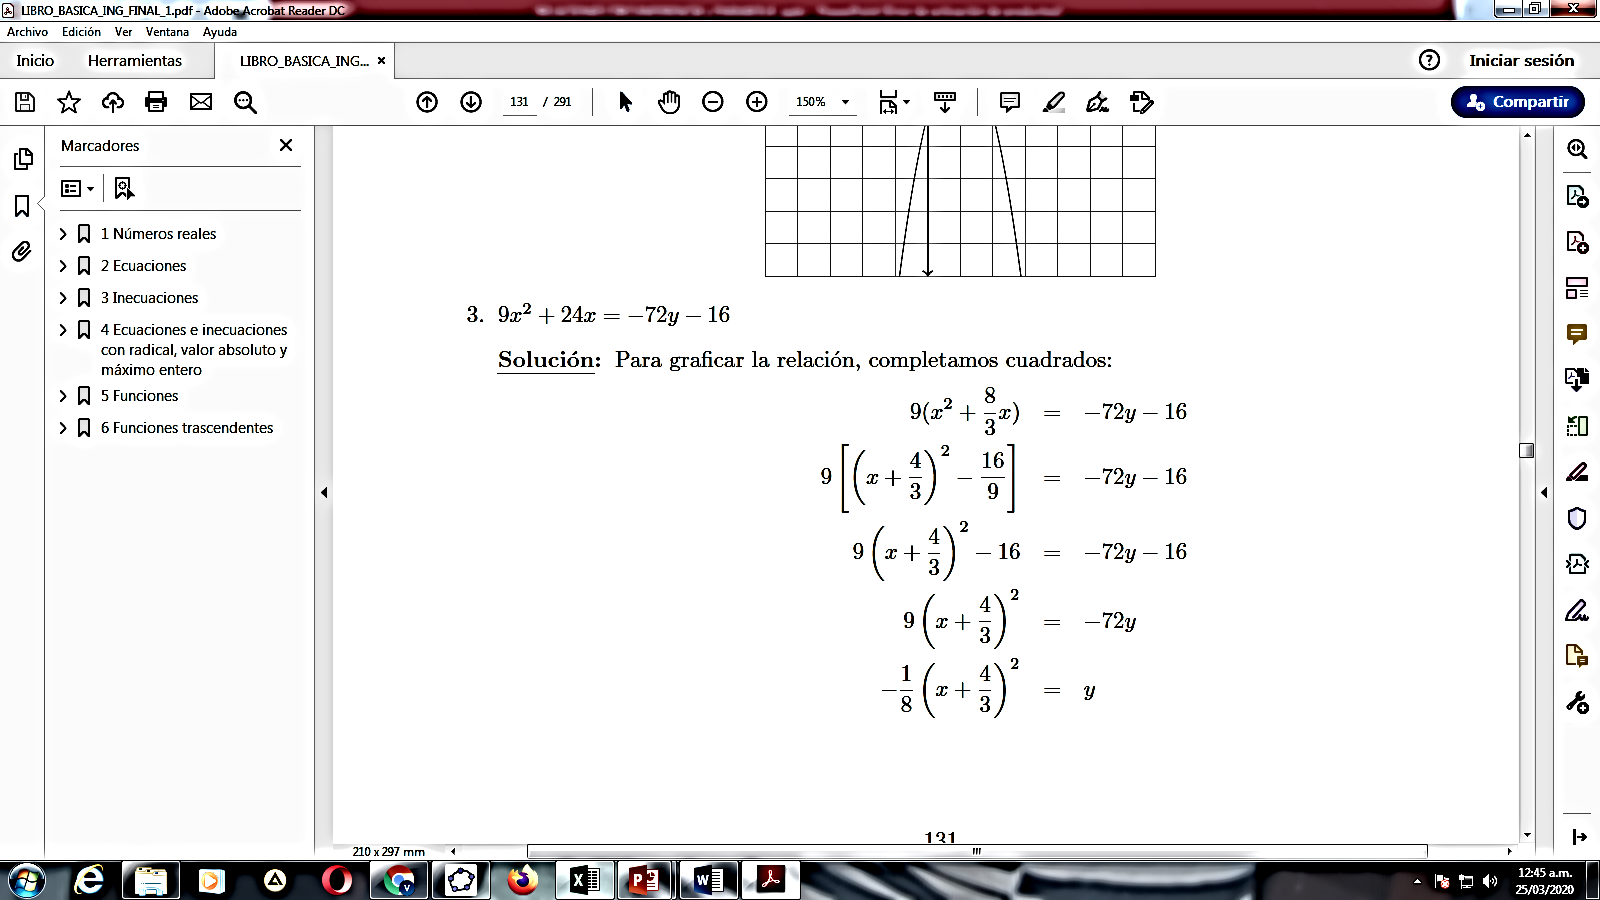 LIBRO_BASICA_ING_FINAL_1.pdf - Adobe Acrobat Reader DC
Archivo Edición Ver Ventana Ayuda
Inicio Herramientas LIBRO_BASICA_ING... × Iniciar sesión
131 / 291 150% Compartir
Marcadores
1 Números reales
2 Ecuaciones
3 Inecuaciones
4 Ecuaciones e inecuaciones
con radical, valor absoluto y
máximo entero
5 Funciones
6 Funciones trascendentes
3. 9x² + 24x = −72y − 16
Solución: Para graficar la relación, completamos cuadrados:
9(x² + 8/3 x) = −72y − 16
9[(x + 4/3)² − 16/9] = −72y − 16
9(x + 4/3)² − 16 = −72y − 16
9(x + 4/3)² = −72y
−1/8 (x + 4/3)² = y
131
210 x 297 mm
12:45 a.m.
25/03/2020